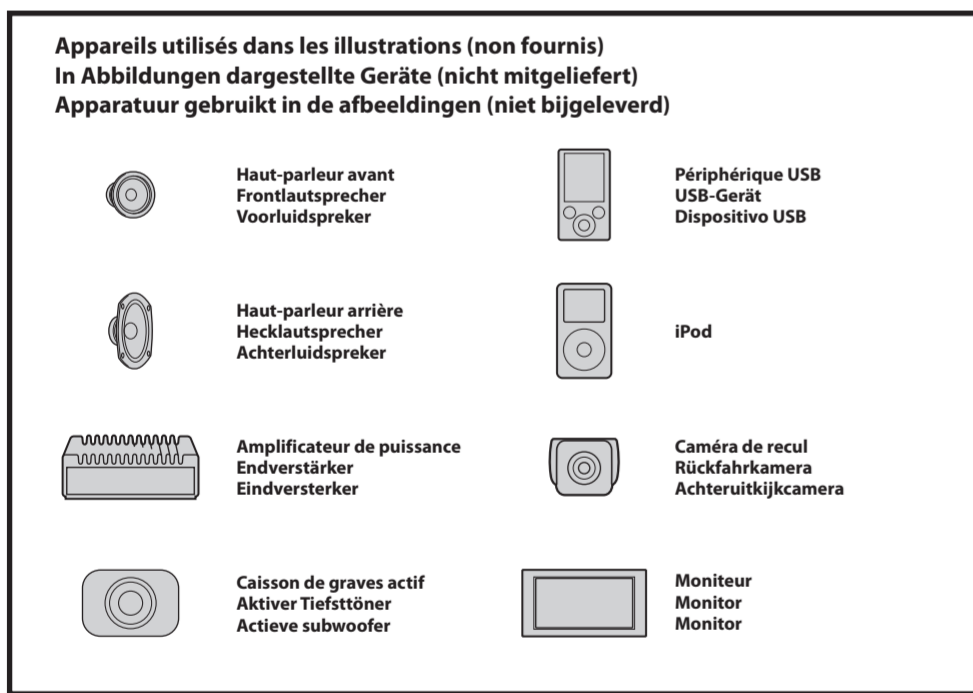 Appareils utilisés dans les illustrations (non fournis)
In Abbildungen dargestellte Geräte (nicht mitgeliefert)
Apparatuur gebruikt in de afbeeldingen (niet bijgeleverd)
Haut-parleur avant
Frontlautsprecher
Voorluidspreker
Périphérique USB
USB-Gerät
Dispositivo USB
Haut-parleur arrière
Hecklautsprecher
Achterluidspreker
iPod
Amplificateur de puissance
Endverstärker
Eindversterker
Caméra de recul
Rückfahrkamera
Achteruitkijkcamera
Caisson de graves actif
Aktiver Tiefsttöner
Actieve subwoofer
Moniteur
Monitor
Monitor